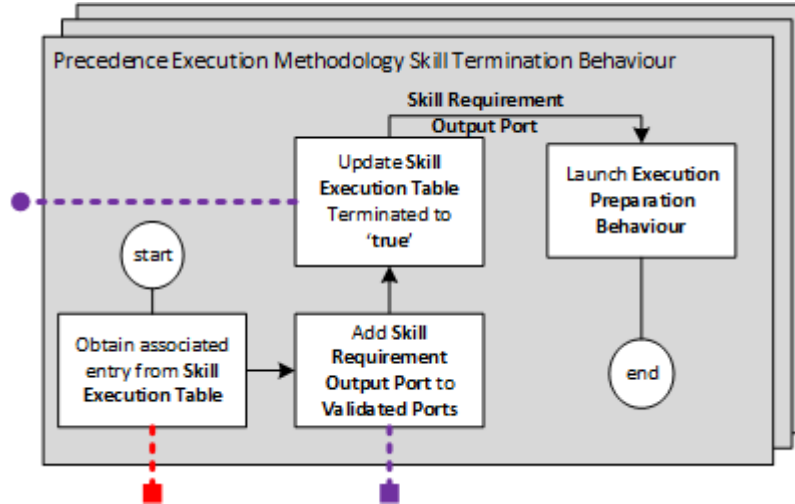 Precedence Execution Methodology Skill Termination Behaviour
Skill Requirement
Output Port
Update Skill
Execution Table
Terminated to
‘true’
Launch Execution
Preparation
Behaviour
start
Obtain associated
entry from Skill
Execution Table
Add Skill
Requirement
Output Port to
Validated Ports
end